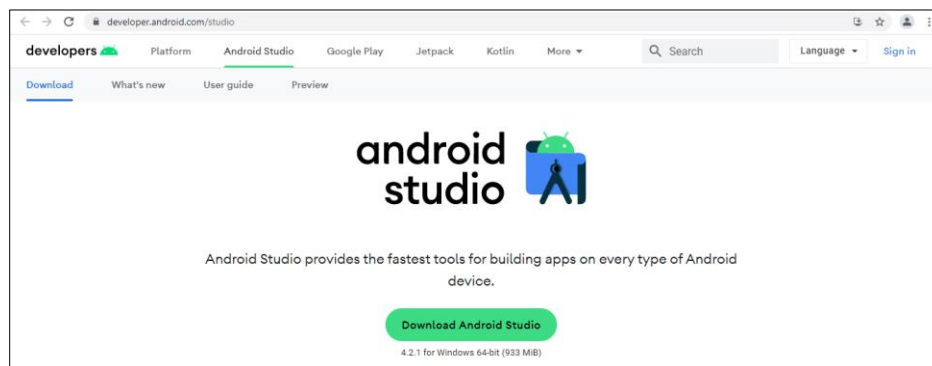 developer.android.com/studio
developers Platform Android Studio Google Play Jetpack Kotlin More Search Language Sign in
Download What's new User guide Preview
android
studio
Android Studio provides the fastest tools for building apps on every type of Android
device.
Download Android Studio
4.2.1 for Windows 64-bit (933 MiB)